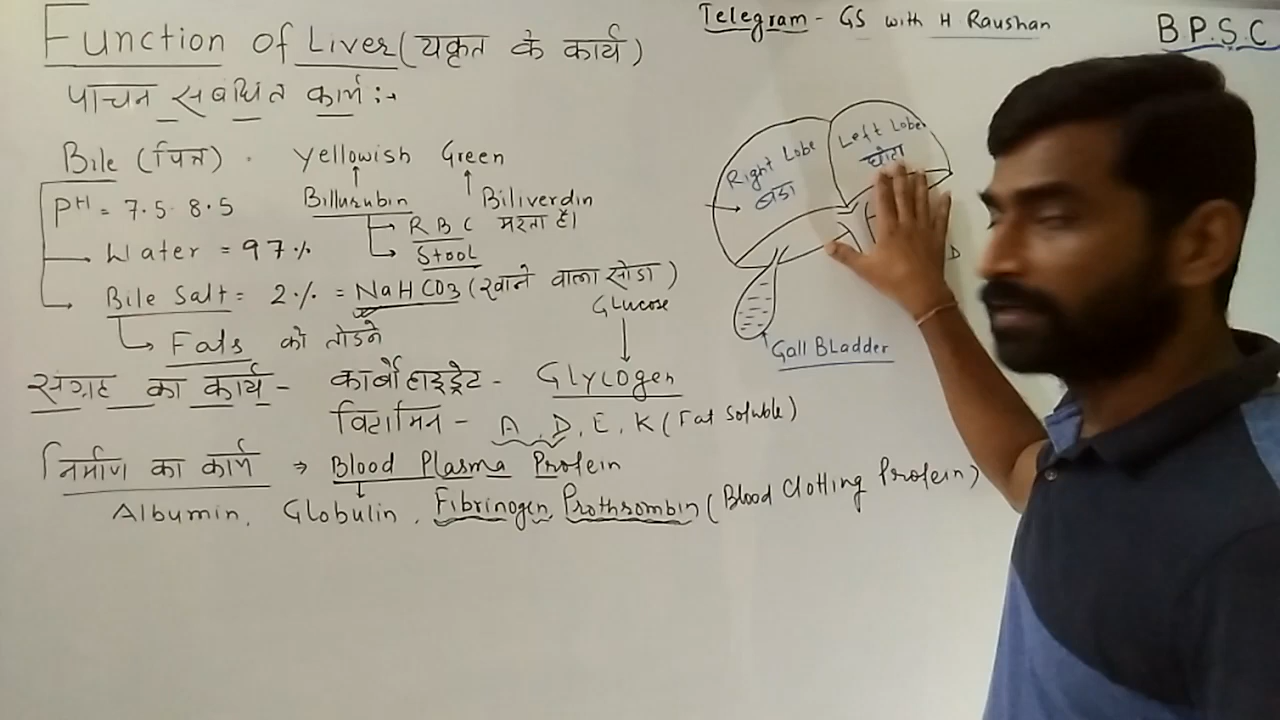 Function of Liver (यकृत के कार्य)
Telegram - GS with H Raushan
B.P.S.C
पाचन संबंधित कार्य :-
Bile (पित्त) . Yellowish Green
Billurubin Biliverdin
PH = 7.5 8.5
RBC मरता है।
Stool
Water = 97%
Bile Salt = 2% = NaHCO3 (खाने वाला सोडा)
Fats को तोडने
Glucose
संग्रह का कार्य - कार्बोहाइड्रेट - Glycogen
विटामिन - A, D, E, K (Fat Soluble)
निर्माण का कार्य → Blood Plasma Protein
Albumin, Globulin, Fibrinogen, Prothrombin (Blood Clotting Protein)
Right Lobe
बडा
Left Lobe
छोटा
Gall BLadder